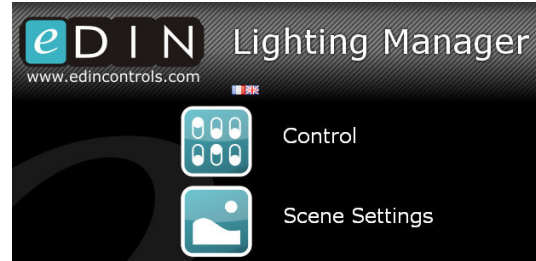 eDIN Lighting Manager
www.edincontrols.com
Control
Scene Settings